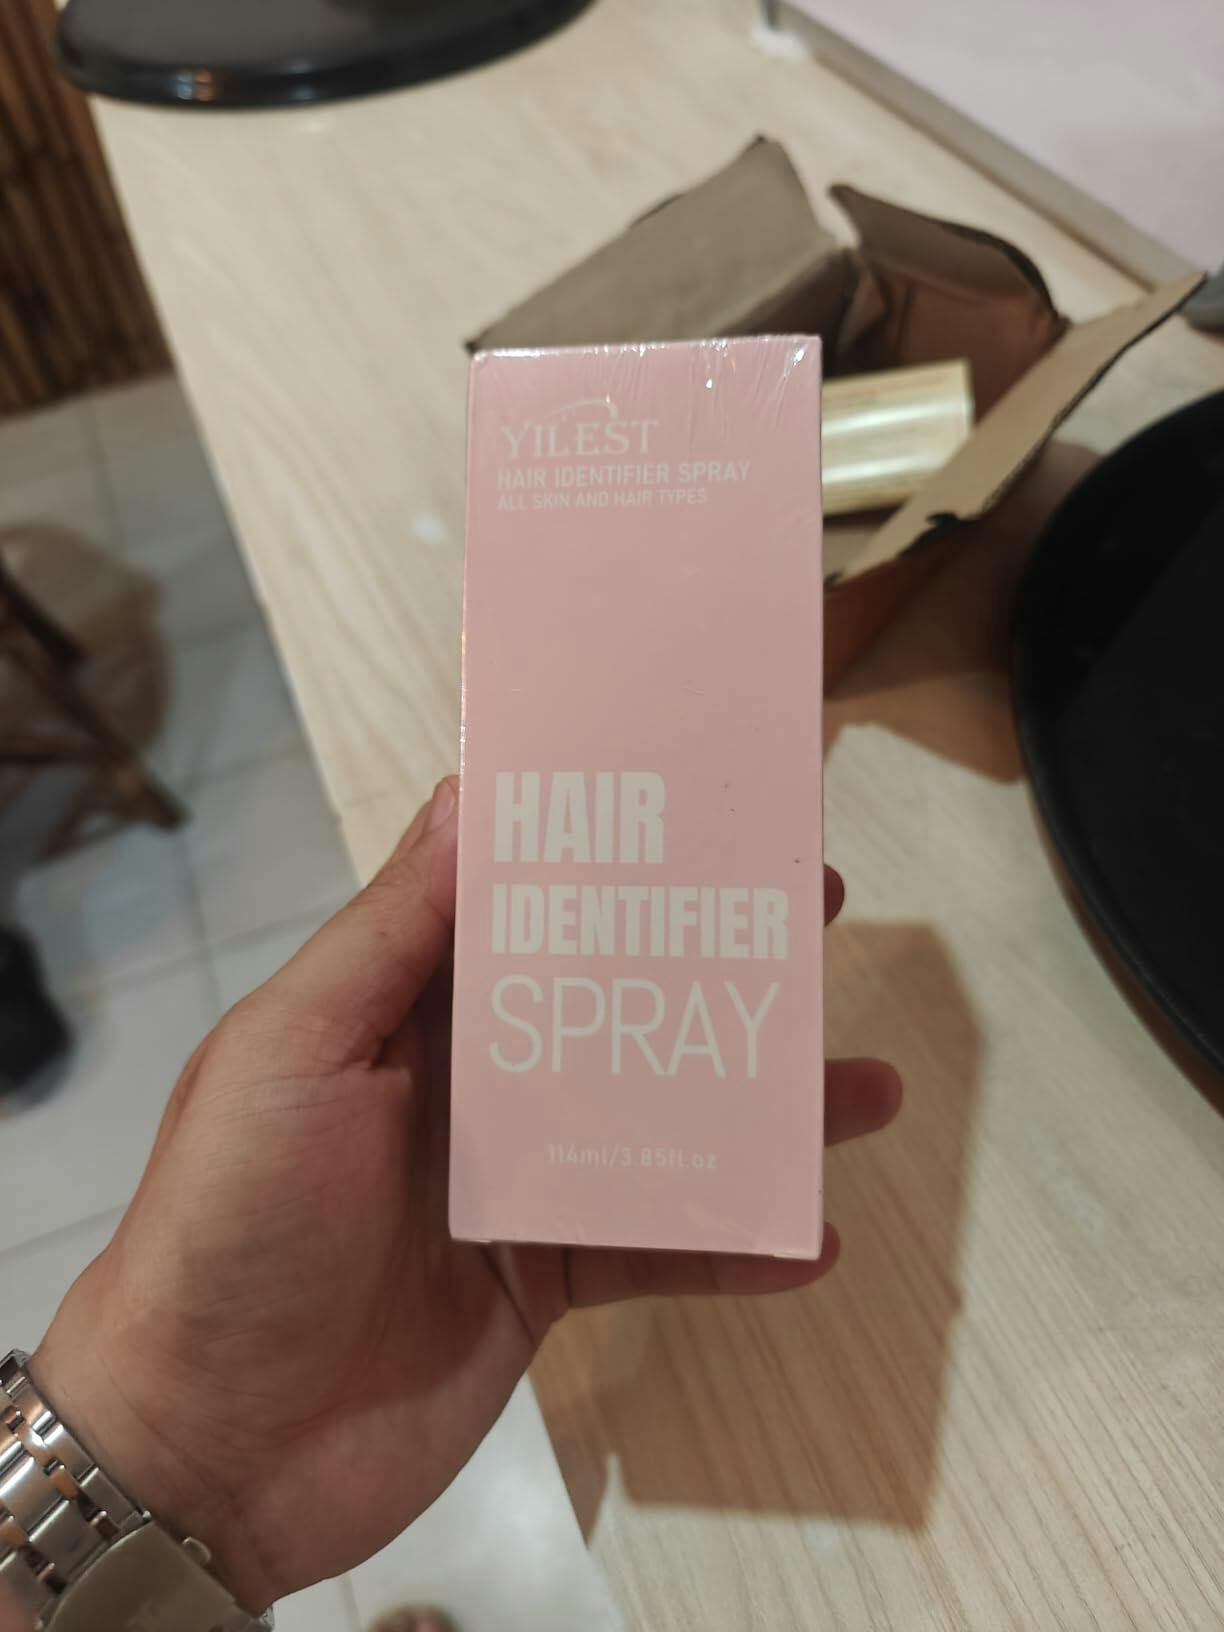 YILEST
HAIR IDENTIFIER SPRAY
ALL SKIN AND HAIR TYPES
HAIR
IDENTIFIER
SPRAY
114ml/3.85fl.oz